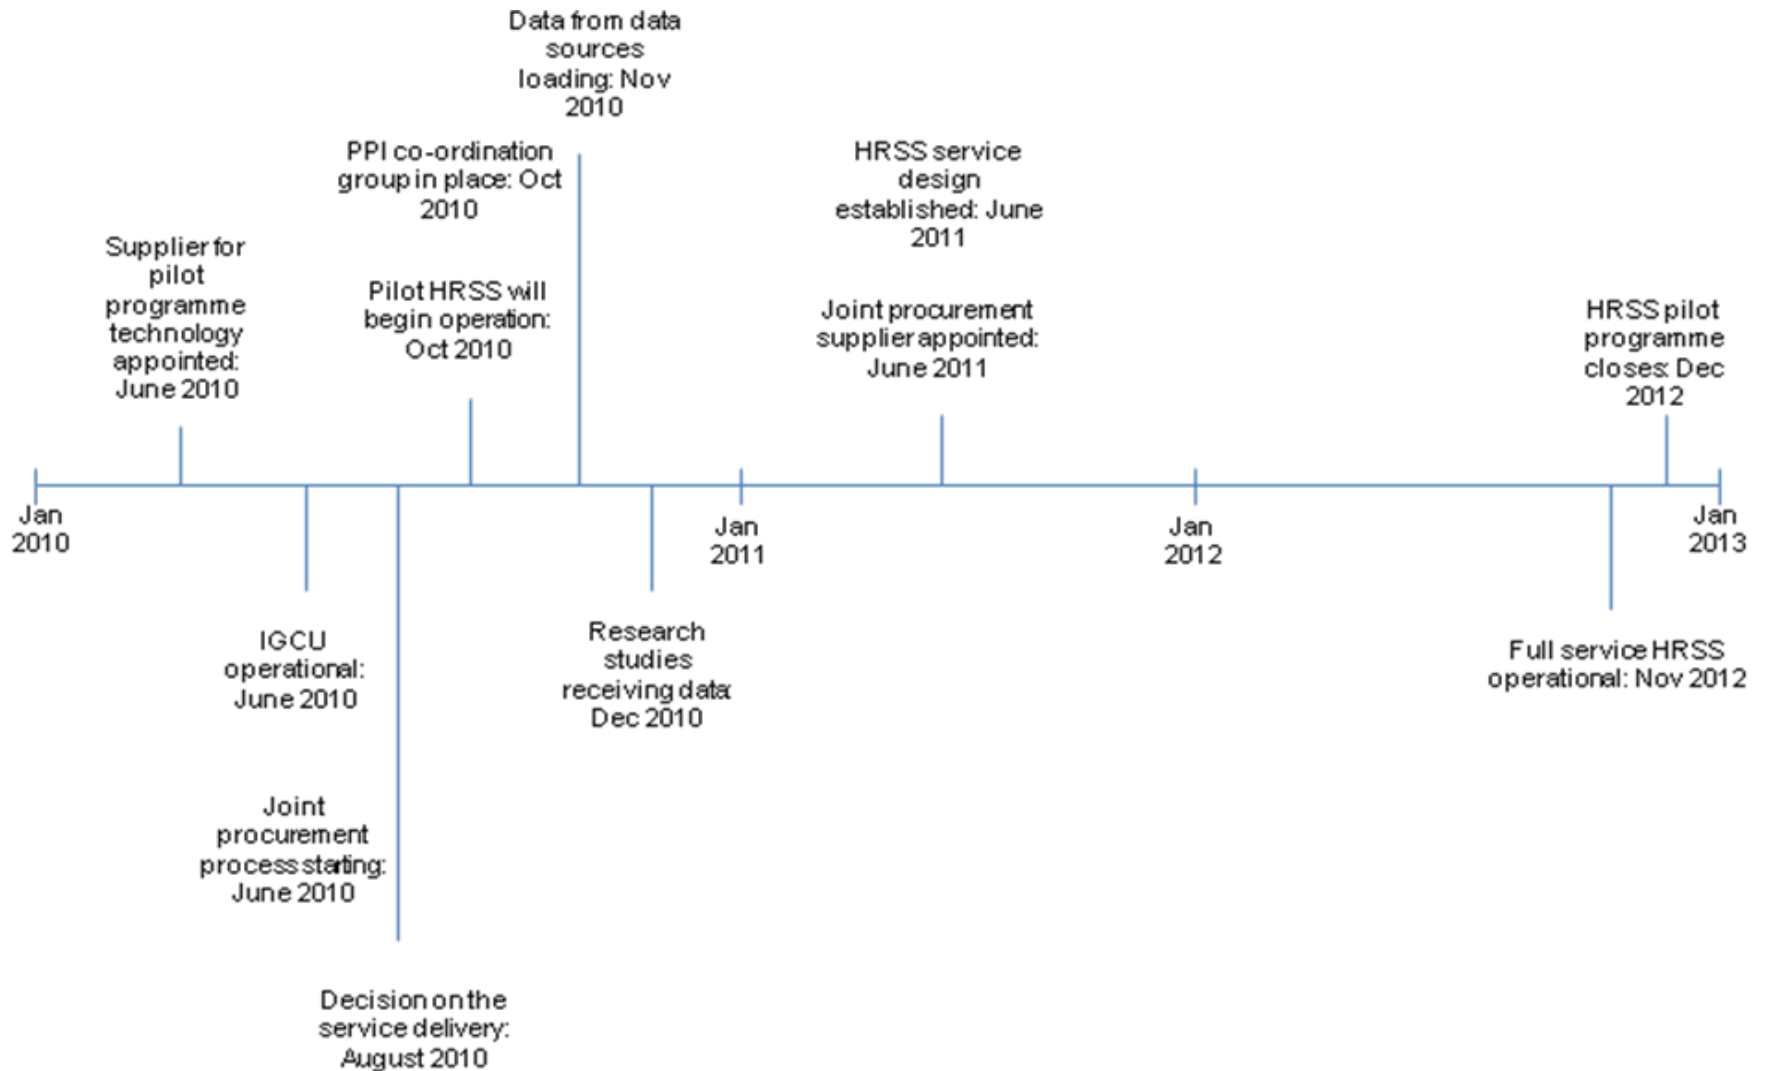 Data from data
sources
loading: Nov
2010
PPI co-ordination
group in place: Oct
2010
HRSS service
design
established: June
2011
Supplier for
pilot
programme
technology
appointed:
June 2010
Pilot HRSS will
begin operation:
Oct 2010
Joint procurement
supplier appointed:
June 2011
HRSS pilot
programme
closes: Dec
2012
Jan
2010
Jan
2011
Jan
2012
Jan
2013
IGCU
operational:
June 2010
Research
studies
receiving data:
Dec 2010
Full service HRSS
operational: Nov 2012
Joint
procurement
process starting:
June 2010
Decision on the
service delivery:
August 2010